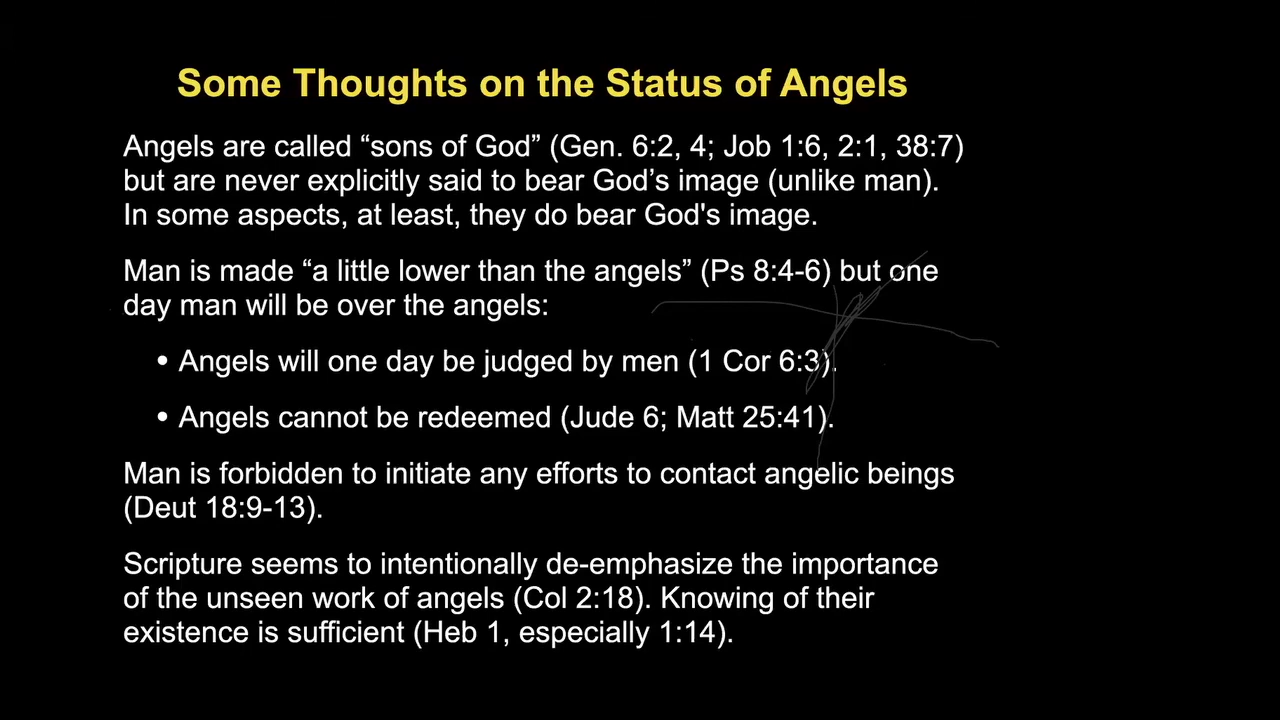 Some Thoughts on the Status of Angels
Angels are called “sons of God” (Gen. 6:2, 4; Job 1:6, 2:1, 38:7)
but are never explicitly said to bear God’s image (unlike man).
In some aspects, at least, they do bear God's image.
Man is made “a little lower than the angels” (Ps 8:4-6) but one
day man will be over the angels:
• Angels will one day be judged by men (1 Cor 6:3).
• Angels cannot be redeemed (Jude 6; Matt 25:41).
Man is forbidden to initiate any efforts to contact angelic beings
(Deut 18:9-13).
Scripture seems to intentionally de-emphasize the importance
of the unseen work of angels (Col 2:18). Knowing of their
existence is sufficient (Heb 1, especially 1:14).